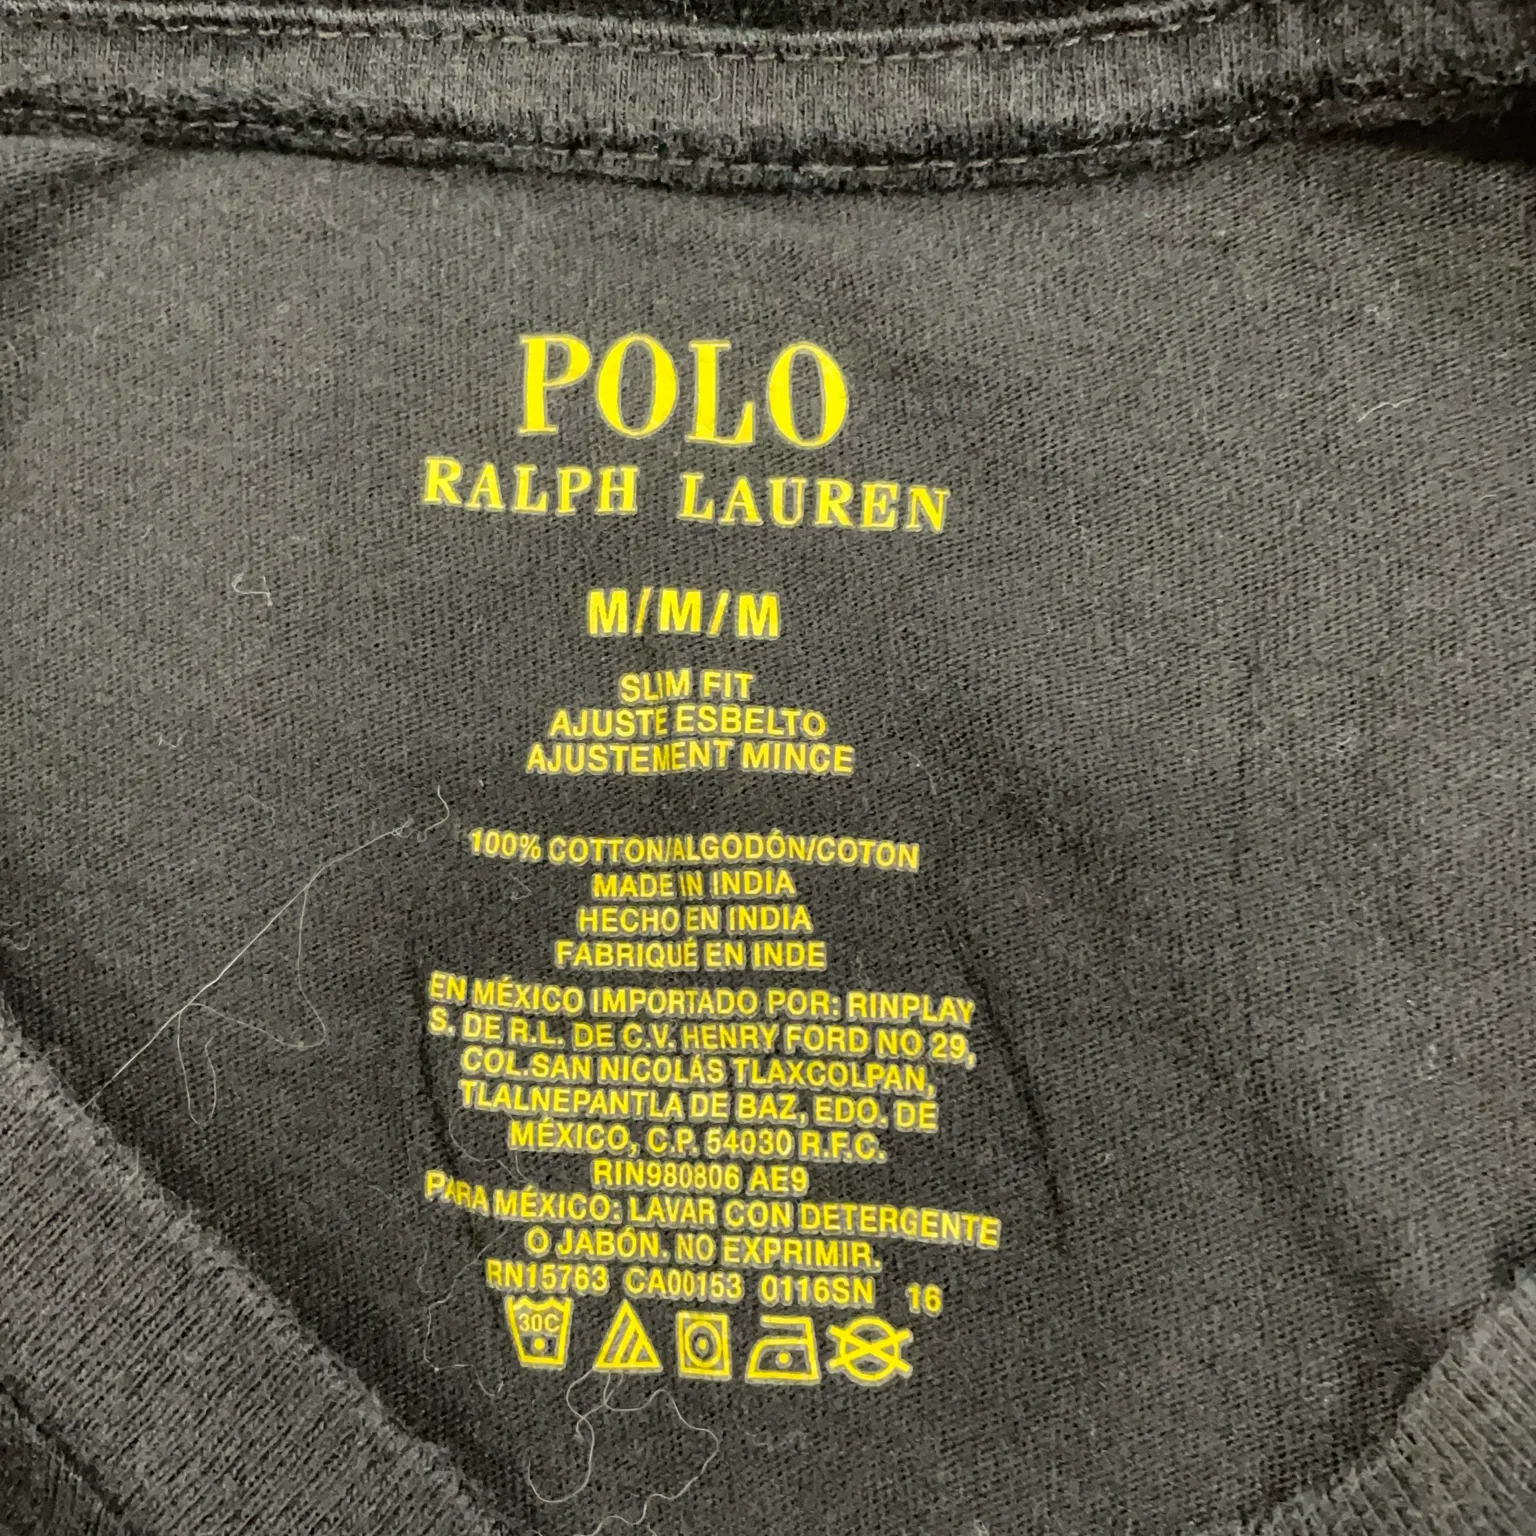 POLO
RALPH LAUREN
M/M/M
SLIM FIT
AJUSTE ESBELTO
AJUSTEMENT MINCE
100% COTTON/ALGODÓN/COTON
MADE IN INDIA
HECHO EN INDIA
FABRIQUÉ EN INDE
EN MÉXICO IMPORTADO POR: RINPLAY
S. DE R.L. DE C.V. HENRY FORD NO 29,
COL.SAN NICOLÁS TLAXCOLPAN,
TLALNEPANTLA DE BAZ, EDO. DE
MÉXICO, C.P. 54030 R.F.C.
RIN980806 AE9
PARA MÉXICO: LAVAR CON DETERGENTE
O JABÓN. NO EXPRIMIR.
RN15763 CA00153 0116SN 16
30C